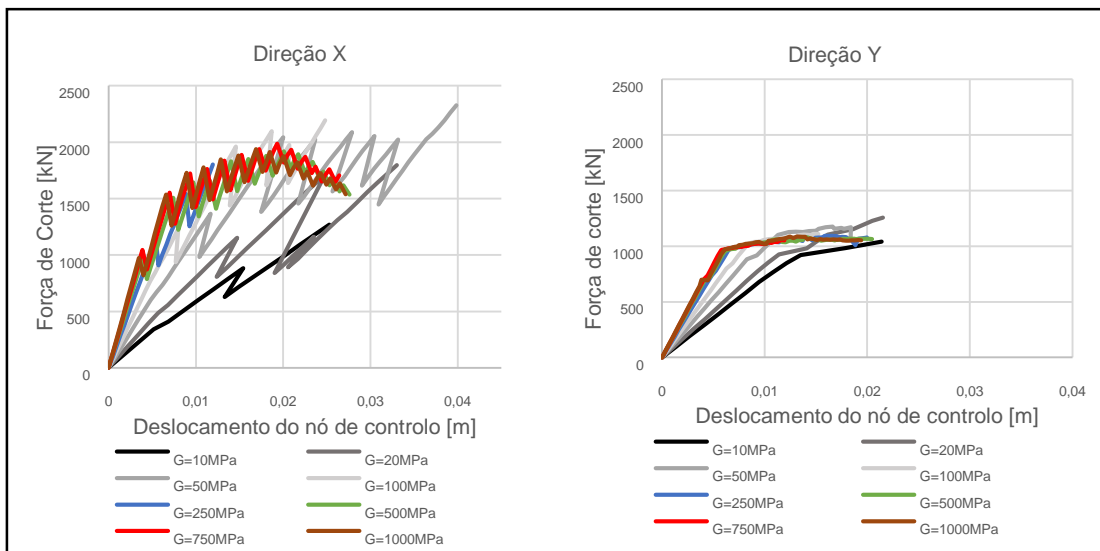 Direção X
Força de Corte [kN]
2500
2000
1500
1000
500
0
0
0,01
0,02
0,03
0,04
Deslocamento do nó de controlo [m]
G=10MPa
G=20MPa
G=50MPa
G=100MPa
G=250MPa
G=500MPa
G=750MPa
G=1000MPa
Direção Y
Força de corte [kN]
2500
2000
1500
1000
500
0
0
0,01
0,02
0,03
0,04
Deslocamento do nó de controlo [m]
G=10MPa
G=20MPa
G=50MPa
G=100MPa
G=250MPa
G=500MPa
G=750MPa
G=1000MPa